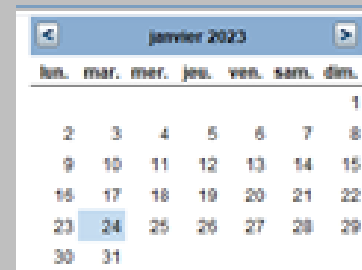 < janvier 2023 >
lun. mar. mer. jeu. ven. sam. dim.
1
2 3 4 5 6 7 8
9 10 11 12 13 14 15
16 17 18 19 20 21 22
23 24 25 26 27 28 29
30 31